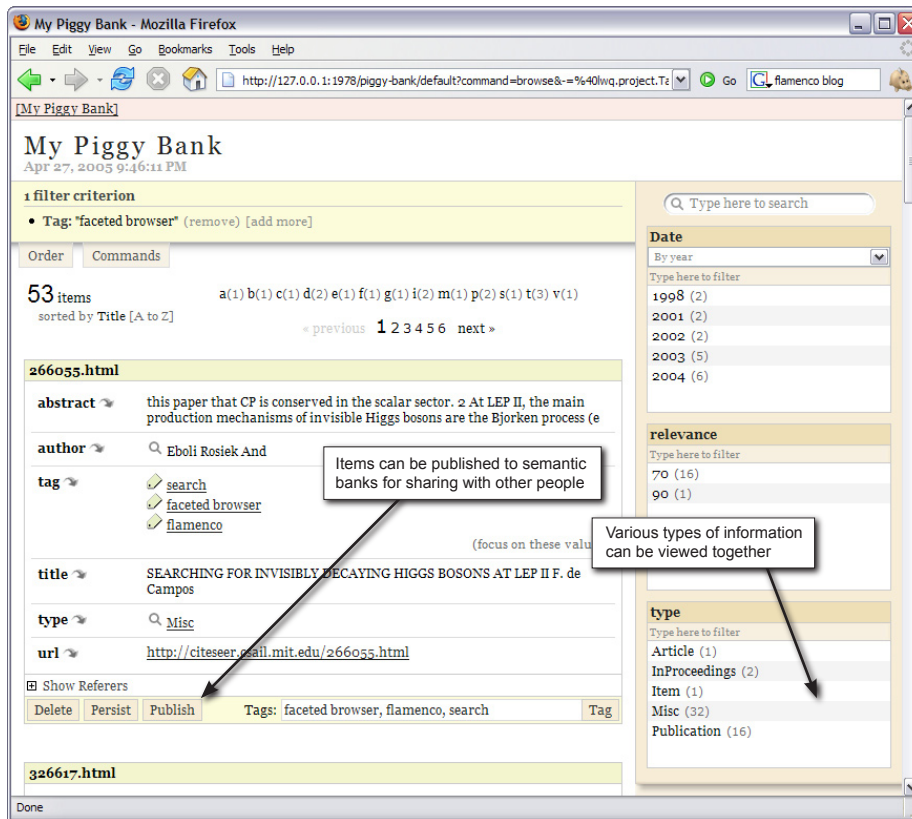 My Piggy Bank - Mozilla Firefox
File Edit View Go Bookmarks Tools Help
http://127.0.0.1:1978/piggy-bank/default?command=browse&-=%40lwq.project.Ta Go G flamenco blog
[My Piggy Bank]
My Piggy Bank
Apr 27, 2005 9:46:11 PM
1 filter criterion
• Tag: "faceted browser" (remove) [add more]
Order Commands
53 items
sorted by Title [A to Z]
a(1) b(1) c(1) d(2) e(1) f(1) g(1) i(2) m(1) p(2) s(1) t(3) v(1)
« previous 1 2 3 4 5 6 next »
266055.html
abstract this paper that CP is conserved in the scalar sector. 2 At LEP II, the main
production mechanisms of invisible Higgs bosons are the Bjorken process (e
author Eboli Rosiek And
tag search
faceted browser
flamenco
(focus on these valu
title SEARCHING FOR INVISIBLY DECAYING HIGGS BOSONS AT LEP II F. de
Campos
type Misc
url http://citeseer.csail.mit.edu/266055.html
Show Referers
Delete Persist Publish Tags: faceted browser, flamenco, search Tag
326617.html
Items can be published to semantic
banks for sharing with other people
Type here to search
Date
By year
Type here to filter
1998 (2)
2001 (2)
2002 (2)
2003 (5)
2004 (6)
relevance
Type here to filter
70 (16)
90 (1)
Various types of information
can be viewed together
type
Type here to filter
Article (1)
InProceedings (2)
Item (1)
Misc (32)
Publication (16)
Done